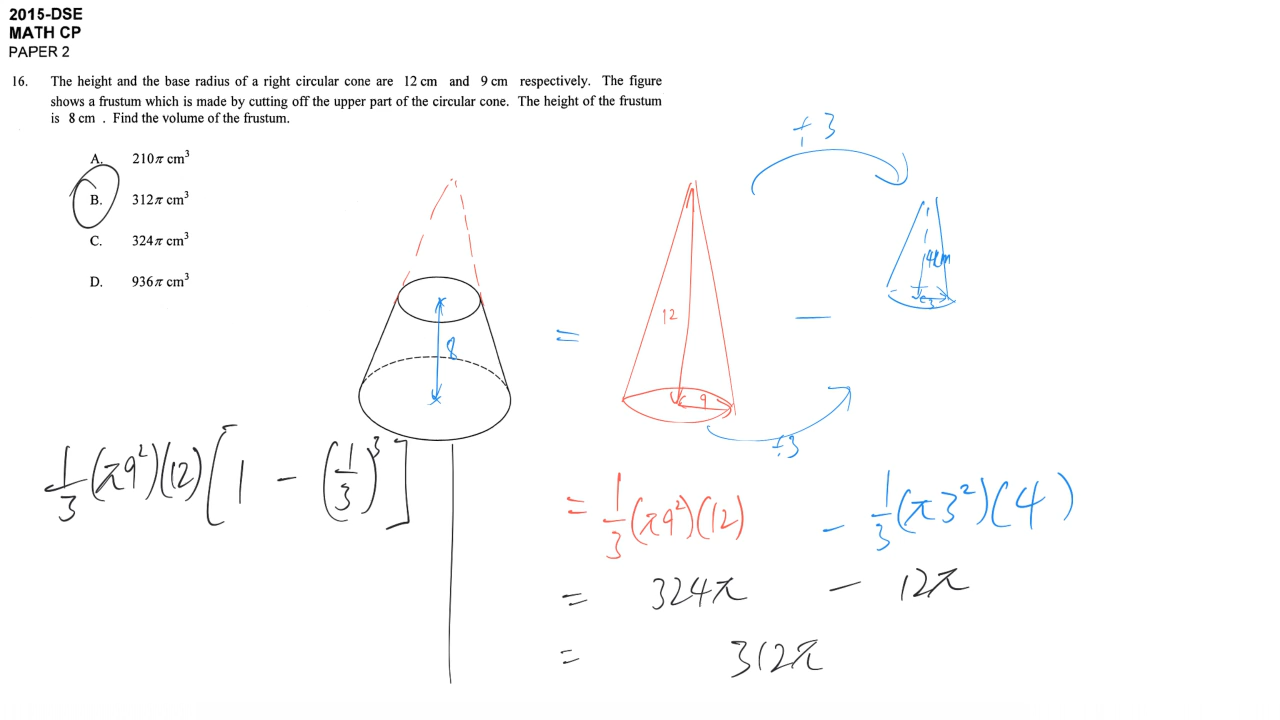 2015-DSE
MATH CP
PAPER 2
16. The height and the base radius of a right circular cone are 12 cm and 9 cm respectively. The figure
shows a frustum which is made by cutting off the upper part of the circular cone. The height of the frustum
is 8 cm . Find the volume of the frustum.
A. 210π cm³
B. 312π cm³
C. 324π cm³
D. 936π cm³
÷3
4cm
3
12
8
=
−
9
÷3
1/3 (π9²)(12) [1 − (1/3)³]
= 1/3 (π9²)(12) − 1/3 (π3²)(4)
= 324π − 12π
= 312π